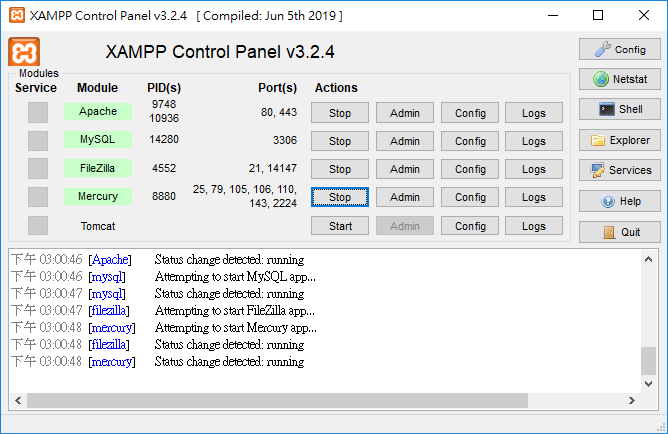 XAMPP Control Panel v3.2.4 [ Compiled: Jun 5th 2019 ]
XAMPP Control Panel v3.2.4
Config
Modules
Service Module PID(s) Port(s) Actions
Netstat
Apache 9748 10936 80, 443 Stop Admin Config Logs
Shell
MySQL 14280 3306 Stop Admin Config Logs
Explorer
FileZilla 4552 21, 14147 Stop Admin Config Logs
Services
Mercury 8880 25, 79, 105, 106, 110, 143, 2224 Stop Admin Config Logs
Help
Tomcat Start Admin Config Logs
Quit
下午 03:00:46 [Apache] Status change detected: running
下午 03:00:46 [mysql] Attempting to start MySQL app...
下午 03:00:47 [mysql] Status change detected: running
下午 03:00:47 [filezilla] Attempting to start FileZilla app...
下午 03:00:48 [mercury] Attempting to start Mercury app...
下午 03:00:48 [filezilla] Status change detected: running
下午 03:00:48 [mercury] Status change detected: running